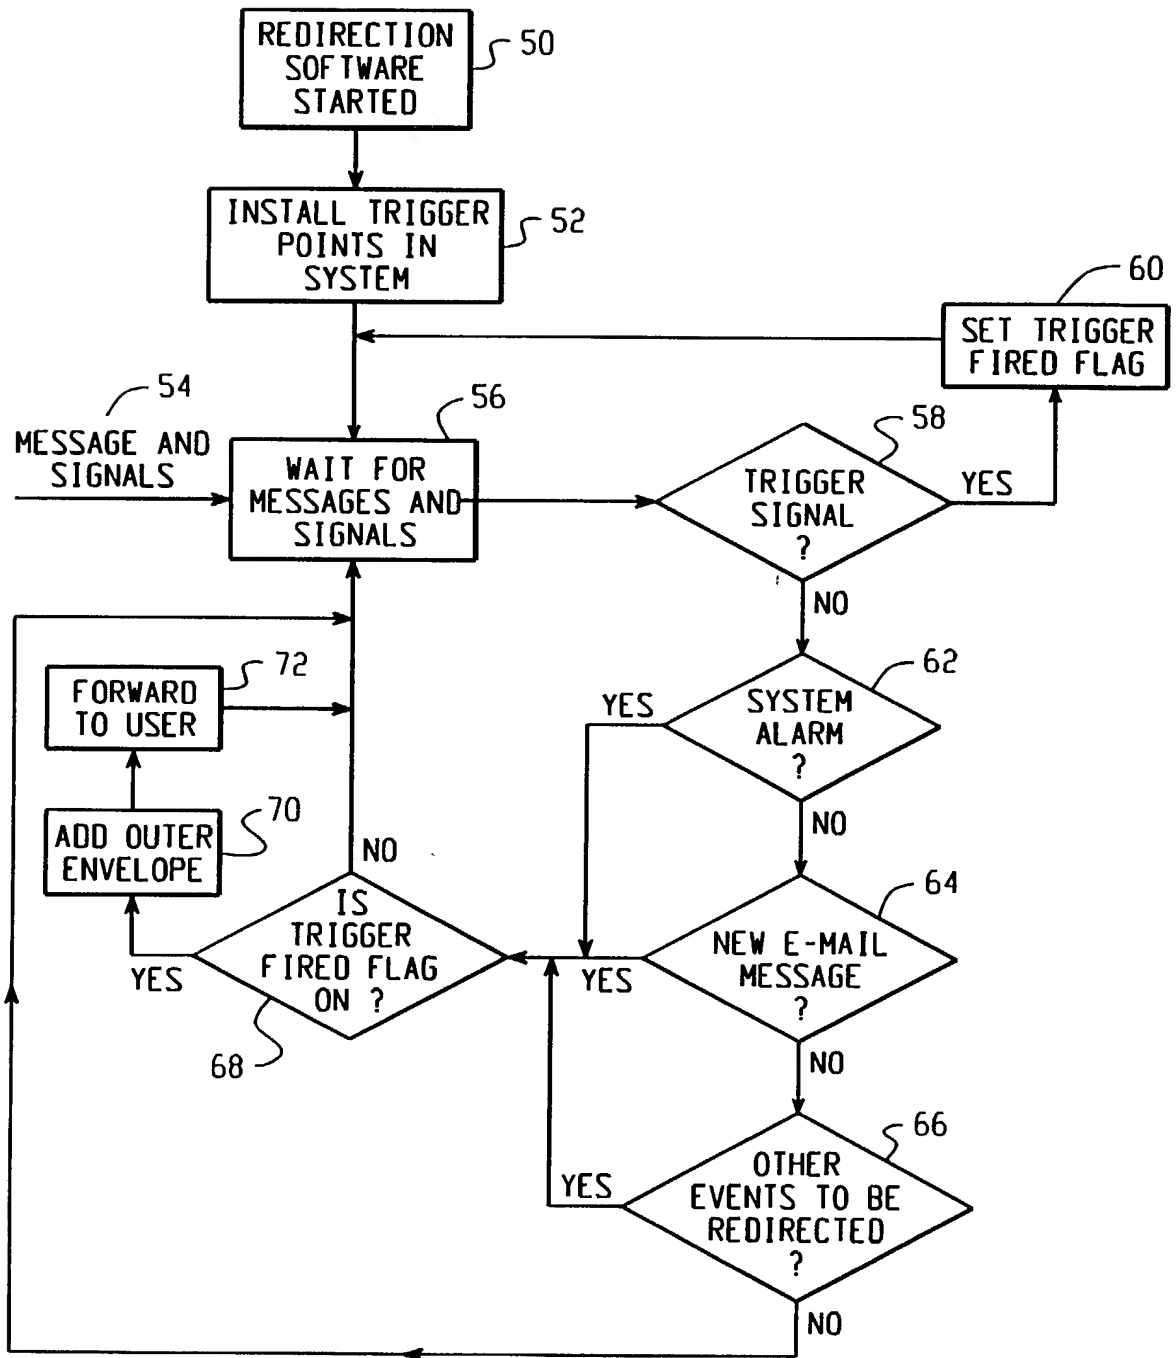 REDIRECTION
SOFTWARE
STARTED
50
INSTALL TRIGGER
POINTS IN
SYSTEM
52
60
SET TRIGGER
FIRED FLAG
54
MESSAGE AND
SIGNALS
56
WAIT FOR
MESSAGES AND
SIGNALS
58
TRIGGER
SIGNAL
?
YES
NO
62
SYSTEM
ALARM
?
YES
NO
72
FORWARD
TO USER
70
ADD OUTER
ENVELOPE
NO
IS
TRIGGER
FIRED FLAG
ON ?
YES
68
64
NEW E-MAIL
MESSAGE
?
YES
NO
66
OTHER
EVENTS TO BE
REDIRECTED
?
YES
NO